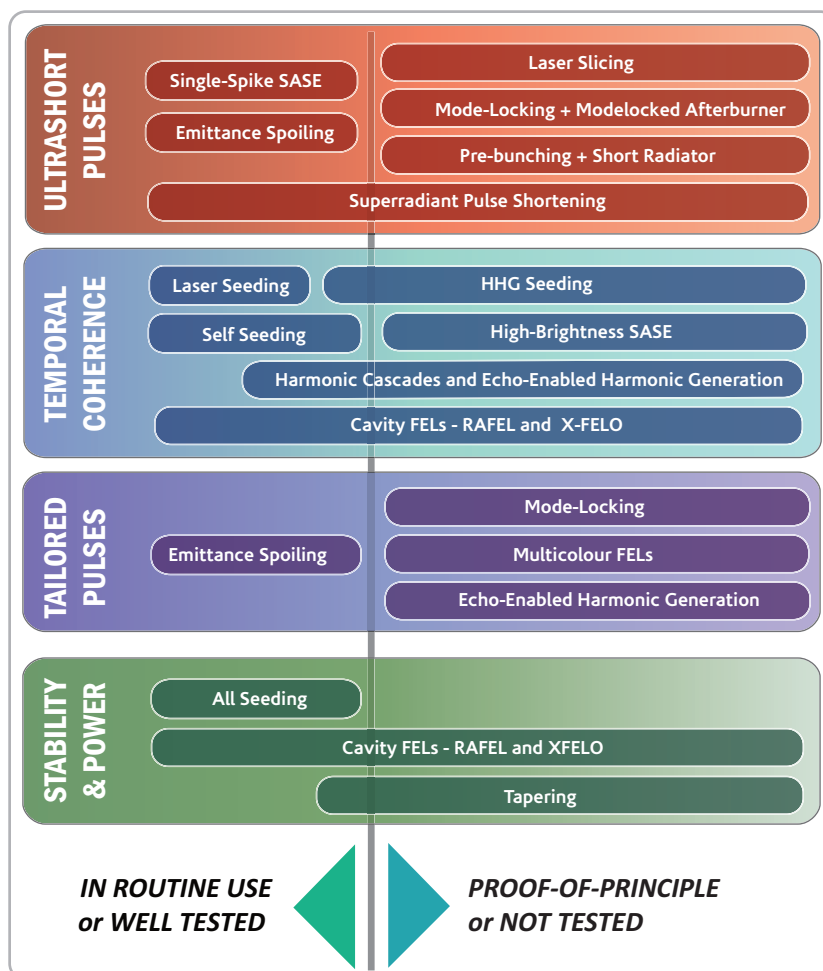 ULTRASHORT
PULSES
Single-Spike SASE
Emittance Spoiling
Laser Slicing
Mode-Locking + Modelocked Afterburner
Pre-bunching + Short Radiator
Superradiant Pulse Shortening
TEMPORAL
COHERENCE
Laser Seeding
HHG Seeding
Self Seeding
High-Brightness SASE
Harmonic Cascades and Echo-Enabled Harmonic Generation
Cavity FELs - RAFEL and X-FELO
TAILORED
PULSES
Mode-Locking
Emittance Spoiling
Multicolour FELs
Echo-Enabled Harmonic Generation
STABILITY
& POWER
All Seeding
Cavity FELs - RAFEL and XFELO
Tapering
IN ROUTINE USE
or WELL TESTED
PROOF-OF-PRINCIPLE
or NOT TESTED